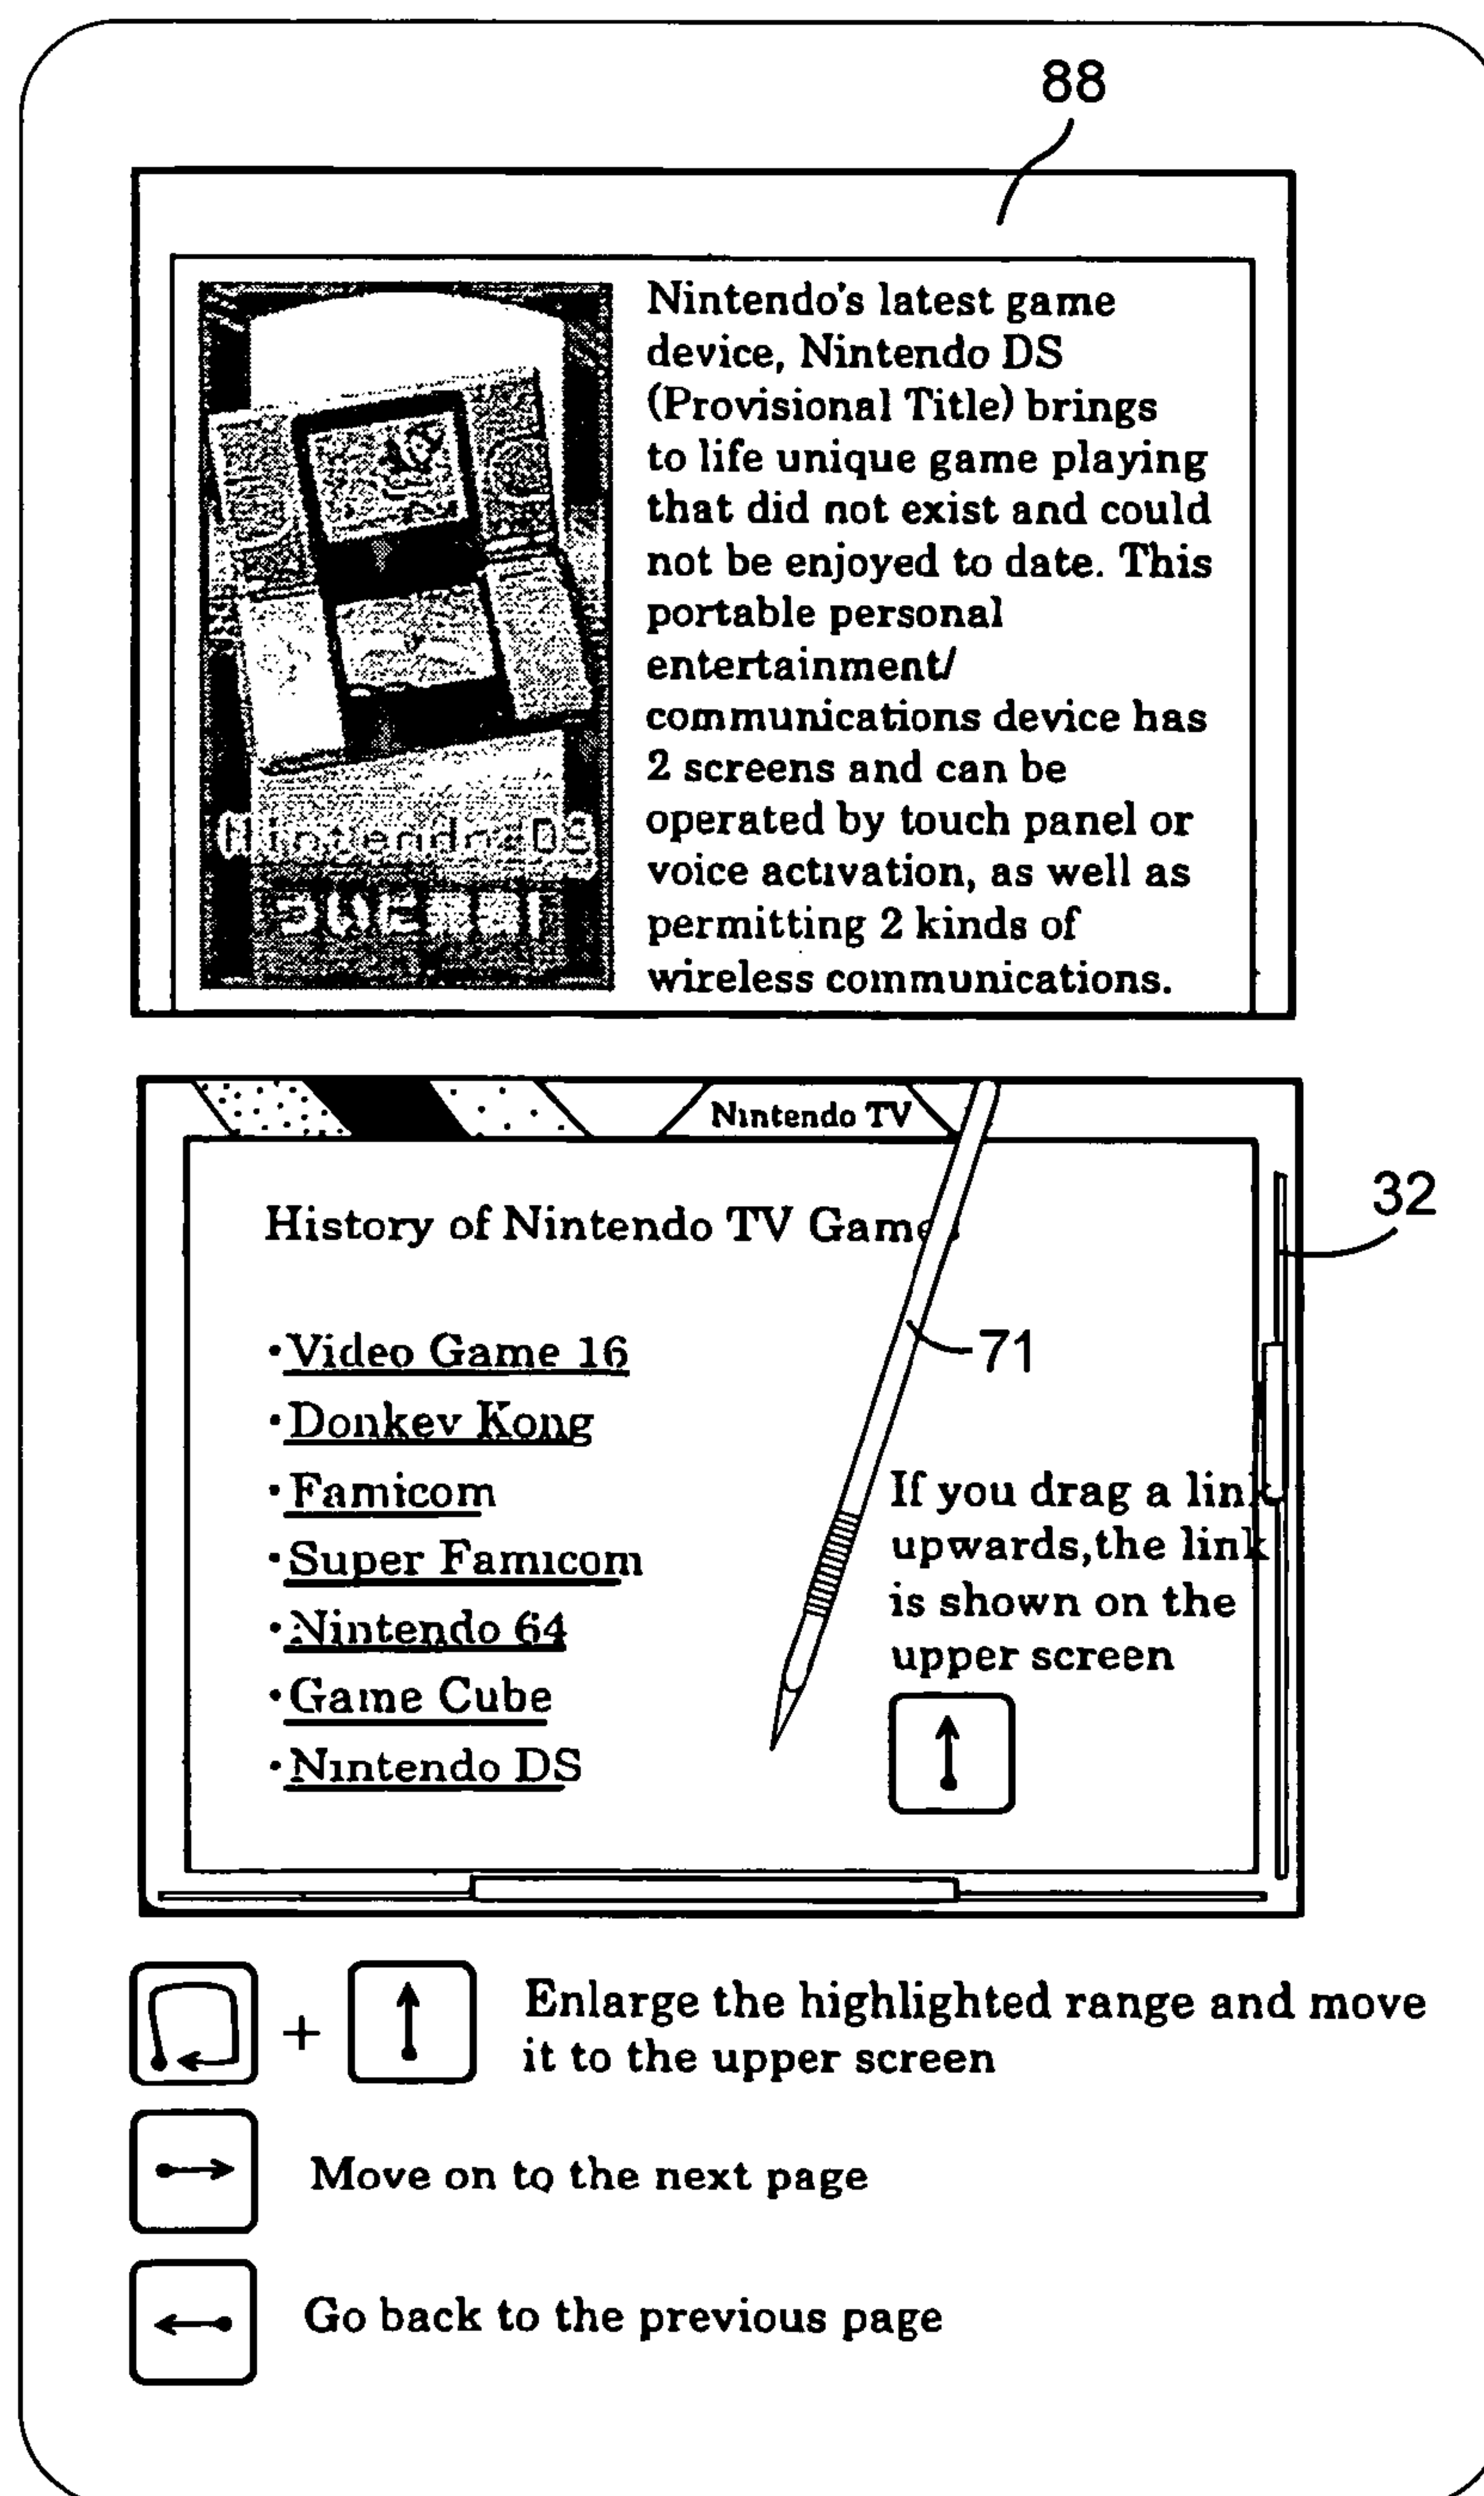 88
Nintendo's latest game
device, Nintendo DS
(Provisional Title) brings
to life unique game playing
that did not exist and could
not be enjoyed to date. This
portable personal
entertainment/
communications device has
2 screens and can be
operated by touch panel or
voice activation, as well as
permitting 2 kinds of
wireless communications.
Nintendo DS
Nintendo TV
32
History of Nintendo TV Game
71
·Video Game 16
·Donkey Kong
·Famicom
·Super Famicom
·Nintendo 64
·Game Cube
·Nintendo DS
If you drag a link
upwards,the link
is shown on the
upper screen
+ Enlarge the highlighted range and move
it to the upper screen
Move on to the next page
Go back to the previous page